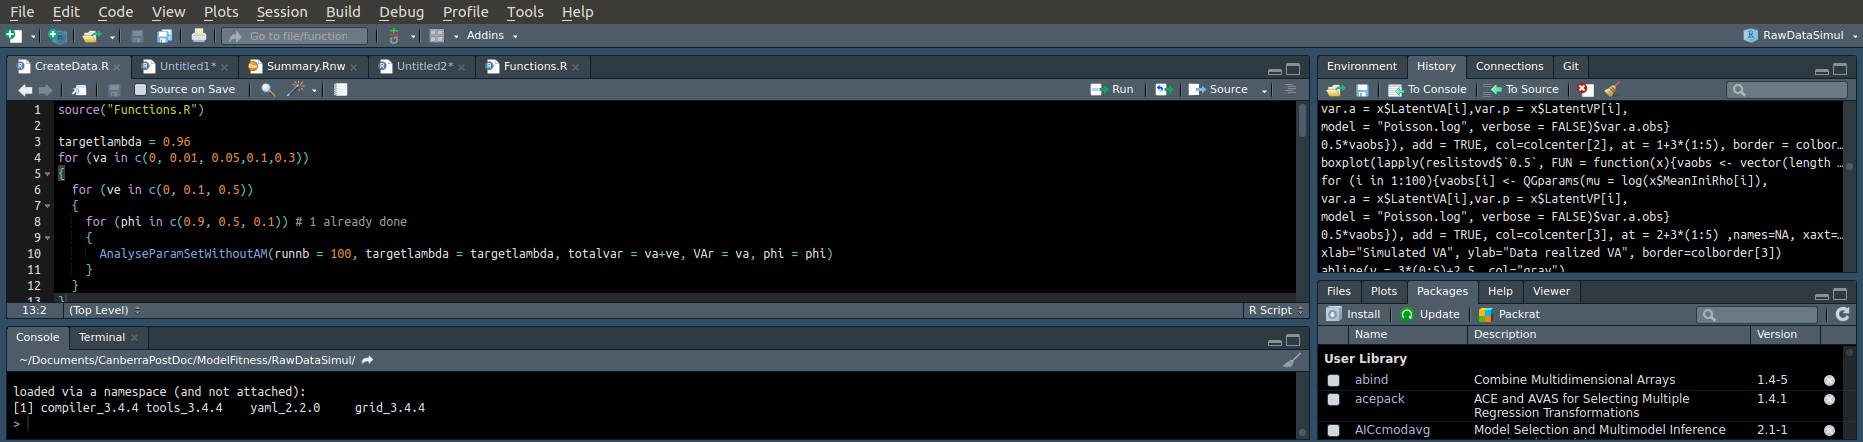 File Edit Code View Plots Session Build Debug Profile Tools Help
Go to file/function Addins RawDataSimul
CreateData.R Untitled1* Summary.Rnw Untitled2* Functions.R
Source on Save Run Source
1 source("Functions.R")
2
3 targetlambda = 0.96
4 for (va in c(0, 0.01, 0.05,0.1,0.3))
5 {
6 for (ve in c(0, 0.1, 0.5))
7 {
8 for (phi in c(0.9, 0.5, 0.1)) # 1 already done
9 {
10 AnalyseParamSetWithoutAM(runnb = 100, targetlambda = targetlambda, totalvar = va+ve, VAr = va, phi = phi)
11 }
12 }
13 }
13:2 (Top Level) R Script
Console Terminal
~/Documents/CanberraPostDoc/ModelFitness/RawDataSimul/
loaded via a namespace (and not attached):
[1] compiler_3.4.4 tools_3.4.4 yaml_2.2.0 grid_3.4.4
>
Environment History Connections Git
To Console To Source
var.a = x$LatentVA[i],var.p = x$LatentVP[i],
model = "Poisson.log", verbose = FALSE)$var.a.obs}
0.5*vaobs}), add = TRUE, col=colcenter[2], at = 1+3*(1:5), border = colbor…
boxplot(lapply(reslistovd$`0.5`, FUN = function(x){vaobs <- vector(length …
for (i in 1:100){vaobs[i] <- QGparams(mu = log(x$MeanIniRho[i]),
var.a = x$LatentVA[i],var.p = x$LatentVP[i],
model = "Poisson.log", verbose = FALSE)$var.a.obs}
0.5*vaobs}), add = TRUE, col=colcenter[3], at = 2+3*(1:5) ,names=NA, xaxt=…
xlab="Simulated VA", ylab="Data realized VA", border=colborder[3])
abline(v = 3*(0:5)+2.5, col="gray")
Files Plots Packages Help Viewer
Install Update Packrat
Name Description Version
User Library
abind Combine Multidimensional Arrays 1.4-5
acepack ACE and AVAS for Selecting Multiple Regression Transformations 1.4.1
AICcmodavg Model Selection and Multimodel Inference 2.1-1